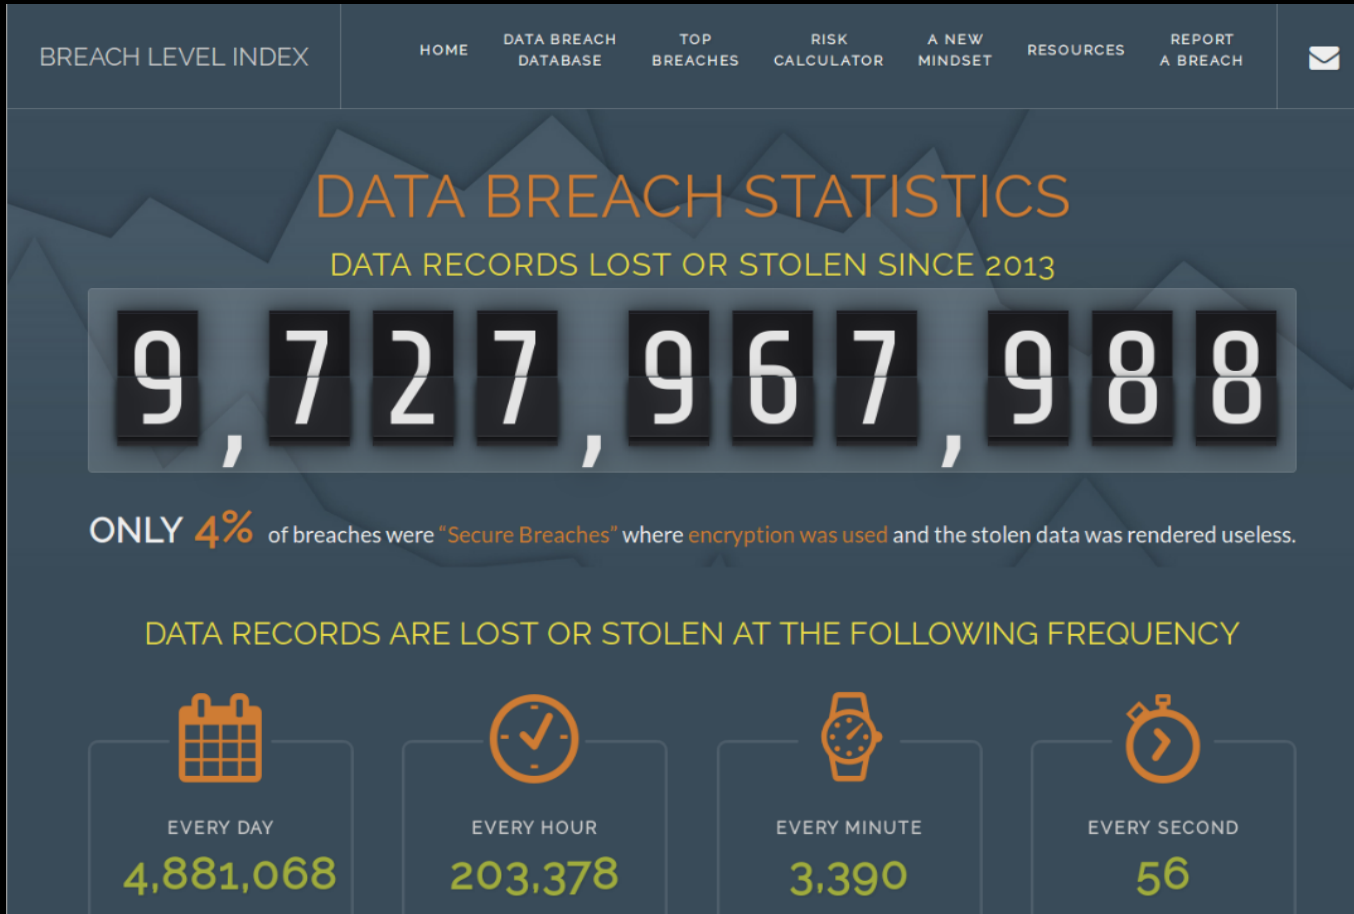 BREACH LEVEL INDEX
HOME
DATA BREACH
DATABASE
TOP
BREACHES
RISK
CALCULATOR
A NEW
MINDSET
RESOURCES
REPORT
A BREACH
DATA BREACH STATISTICS
DATA RECORDS LOST OR STOLEN SINCE 2013
9,727,967,988
ONLY 4% of breaches were “Secure Breaches” where encryption was used and the stolen data was rendered useless.
DATA RECORDS ARE LOST OR STOLEN AT THE FOLLOWING FREQUENCY
EVERY DAY
4,881,068
EVERY HOUR
203,378
EVERY MINUTE
3,390
EVERY SECOND
56